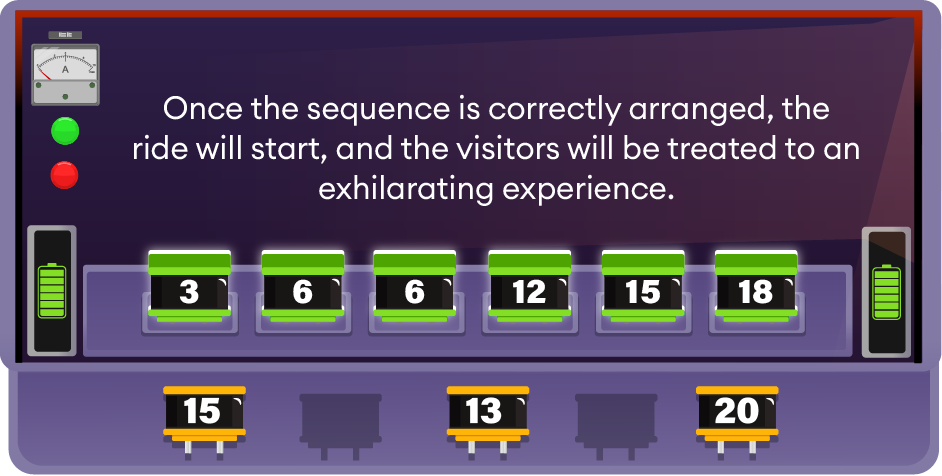 A
Once the sequence is correctly arranged, the
ride will start, and the visitors will be treated to an
exhilarating experience.
3 6 6 12 15 18
15 13 20